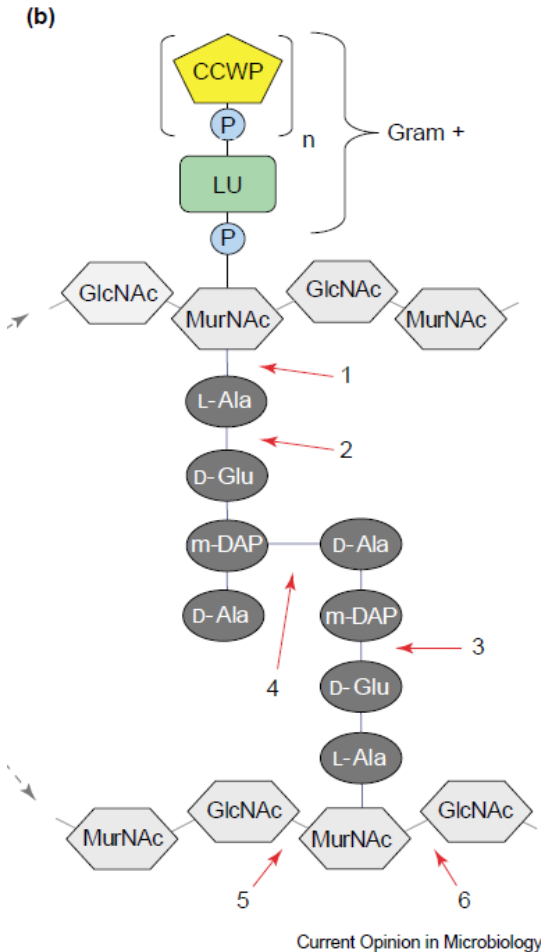 (b)
CCWP
P
n
Gram +
LU
P
GlcNAc
GlcNAc
MurNAc
MurNAc
1
L-Ala
2
D-Glu
m-DAP
D-Ala
D-Ala
m-DAP
3
4
D-Glu
L-Ala
GlcNAc
GlcNAc
MurNAc
MurNAc
5
6
Current Opinion in Microbiology